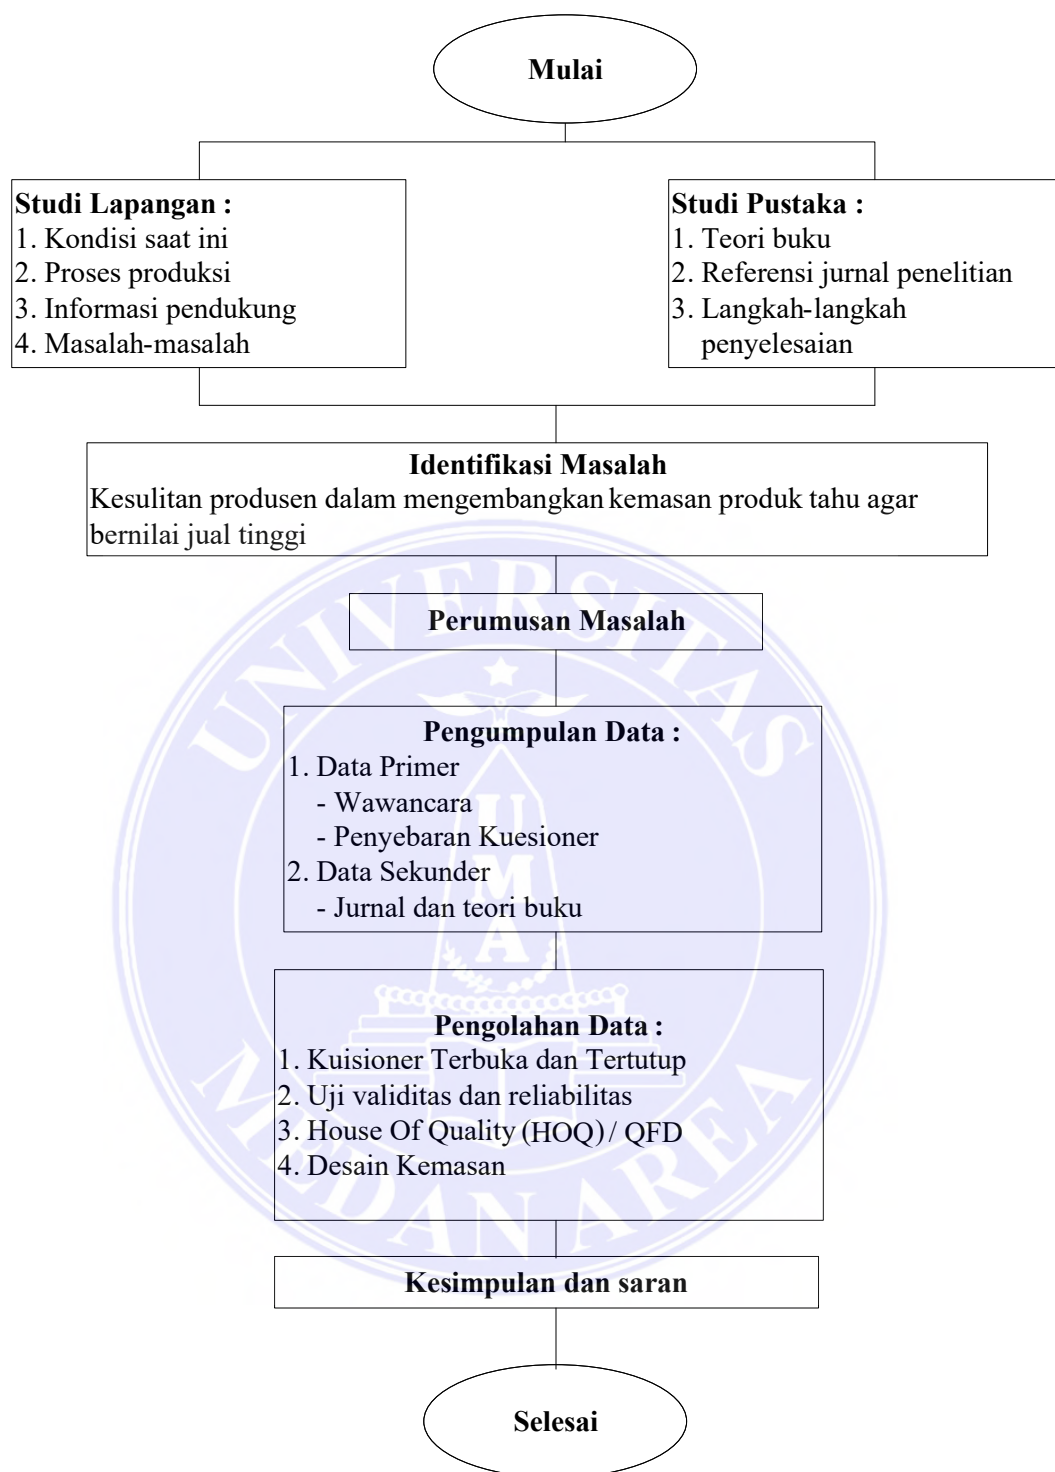 Mulai
Studi Lapangan :
1. Kondisi saat ini
2. Proses produksi
3. Informasi pendukung
4. Masalah-masalah
Studi Pustaka :
1. Teori buku
2. Referensi jurnal penelitian
3. Langkah-langkah
penyelesaian
Identifikasi Masalah
Kesulitan produsen dalam mengembangkan kemasan produk tahu agar
bernilai jual tinggi
Perumusan Masalah
Pengumpulan Data :
1. Data Primer
- Wawancara
- Penyebaran Kuesioner
2. Data Sekunder
- Jurnal dan teori buku
Pengolahan Data :
1. Kuisioner Terbuka dan Tertutup
2. Uji validitas dan reliabilitas
3. House Of Quality (HOQ) / QFD
4. Desain Kemasan
Kesimpulan dan saran
Selesai
UNIVERSITAS
UMA
MEDAN AREA